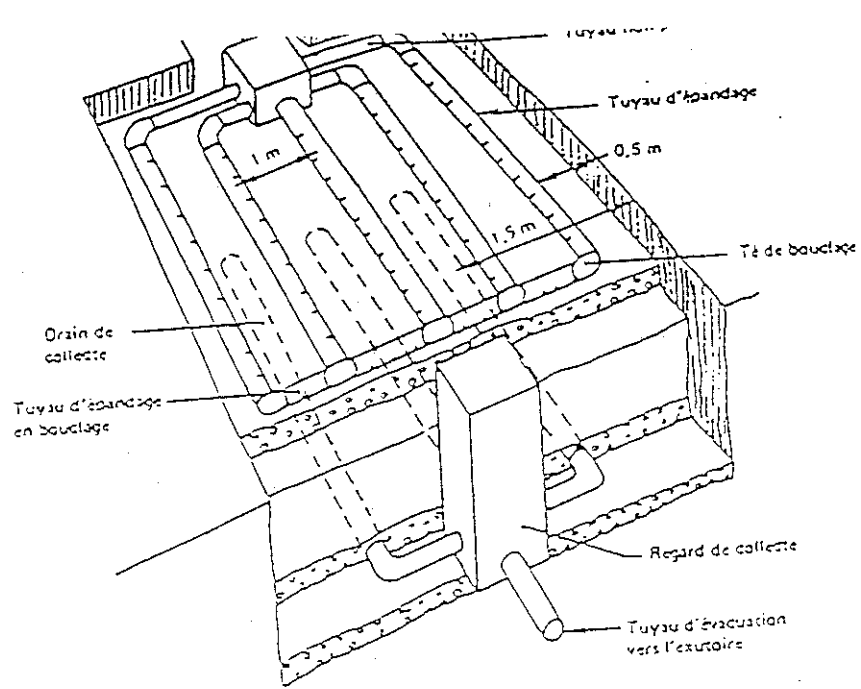 Tuyau
Tuyau d'épandage
0,5 m
1 m
1,5 m
Té de bouclage
Drain de
collecte
Tuyau d'épandage
en bouclage
Regard de collecte
Tuyau d'évacuation
vers l'exutoire